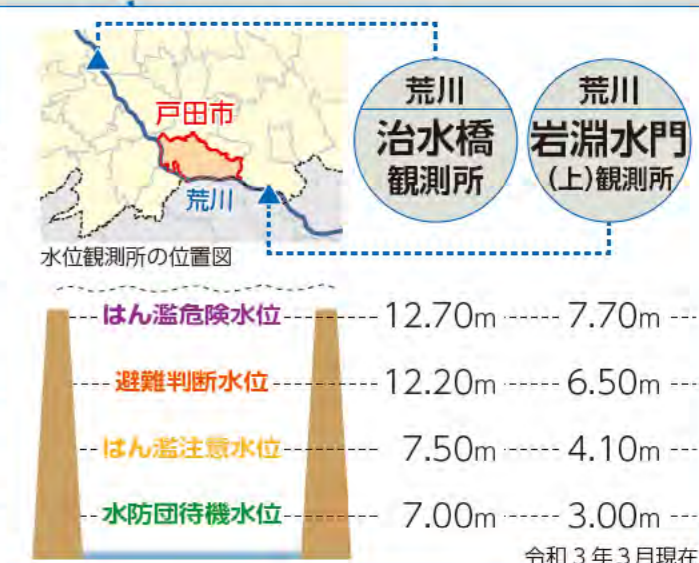 戸田市
荒川
水位観測所の位置図
荒川
治水橋
観測所
荒川
岩淵水門
(上)観測所
はん濫危険水位 12.70m 7.70m
避難判断水位 12.20m 6.50m
はん濫注意水位 7.50m 4.10m
水防団待機水位 7.00m 3.00m
令和3年3月現在